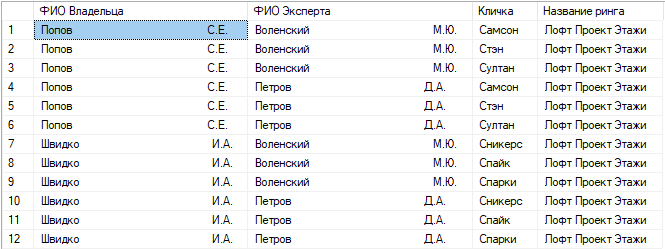 ФИО Владельца ФИО Эксперта Кличка Название ринга
1 Попов С.Е. Воленский М.Ю. Самсон Лофт Проект Этажи
2 Попов С.Е. Воленский М.Ю. Стэн Лофт Проект Этажи
3 Попов С.Е. Воленский М.Ю. Султан Лофт Проект Этажи
4 Попов С.Е. Петров Д.А. Самсон Лофт Проект Этажи
5 Попов С.Е. Петров Д.А. Стэн Лофт Проект Этажи
6 Попов С.Е. Петров Д.А. Султан Лофт Проект Этажи
7 Швидко И.А. Воленский М.Ю. Сникерс Лофт Проект Этажи
8 Швидко И.А. Воленский М.Ю. Спайк Лофт Проект Этажи
9 Швидко И.А. Воленский М.Ю. Спарки Лофт Проект Этажи
10 Швидко И.А. Петров Д.А. Сникерс Лофт Проект Этажи
11 Швидко И.А. Петров Д.А. Спайк Лофт Проект Этажи
12 Швидко И.А. Петров Д.А. Спарки Лофт Проект Этажи